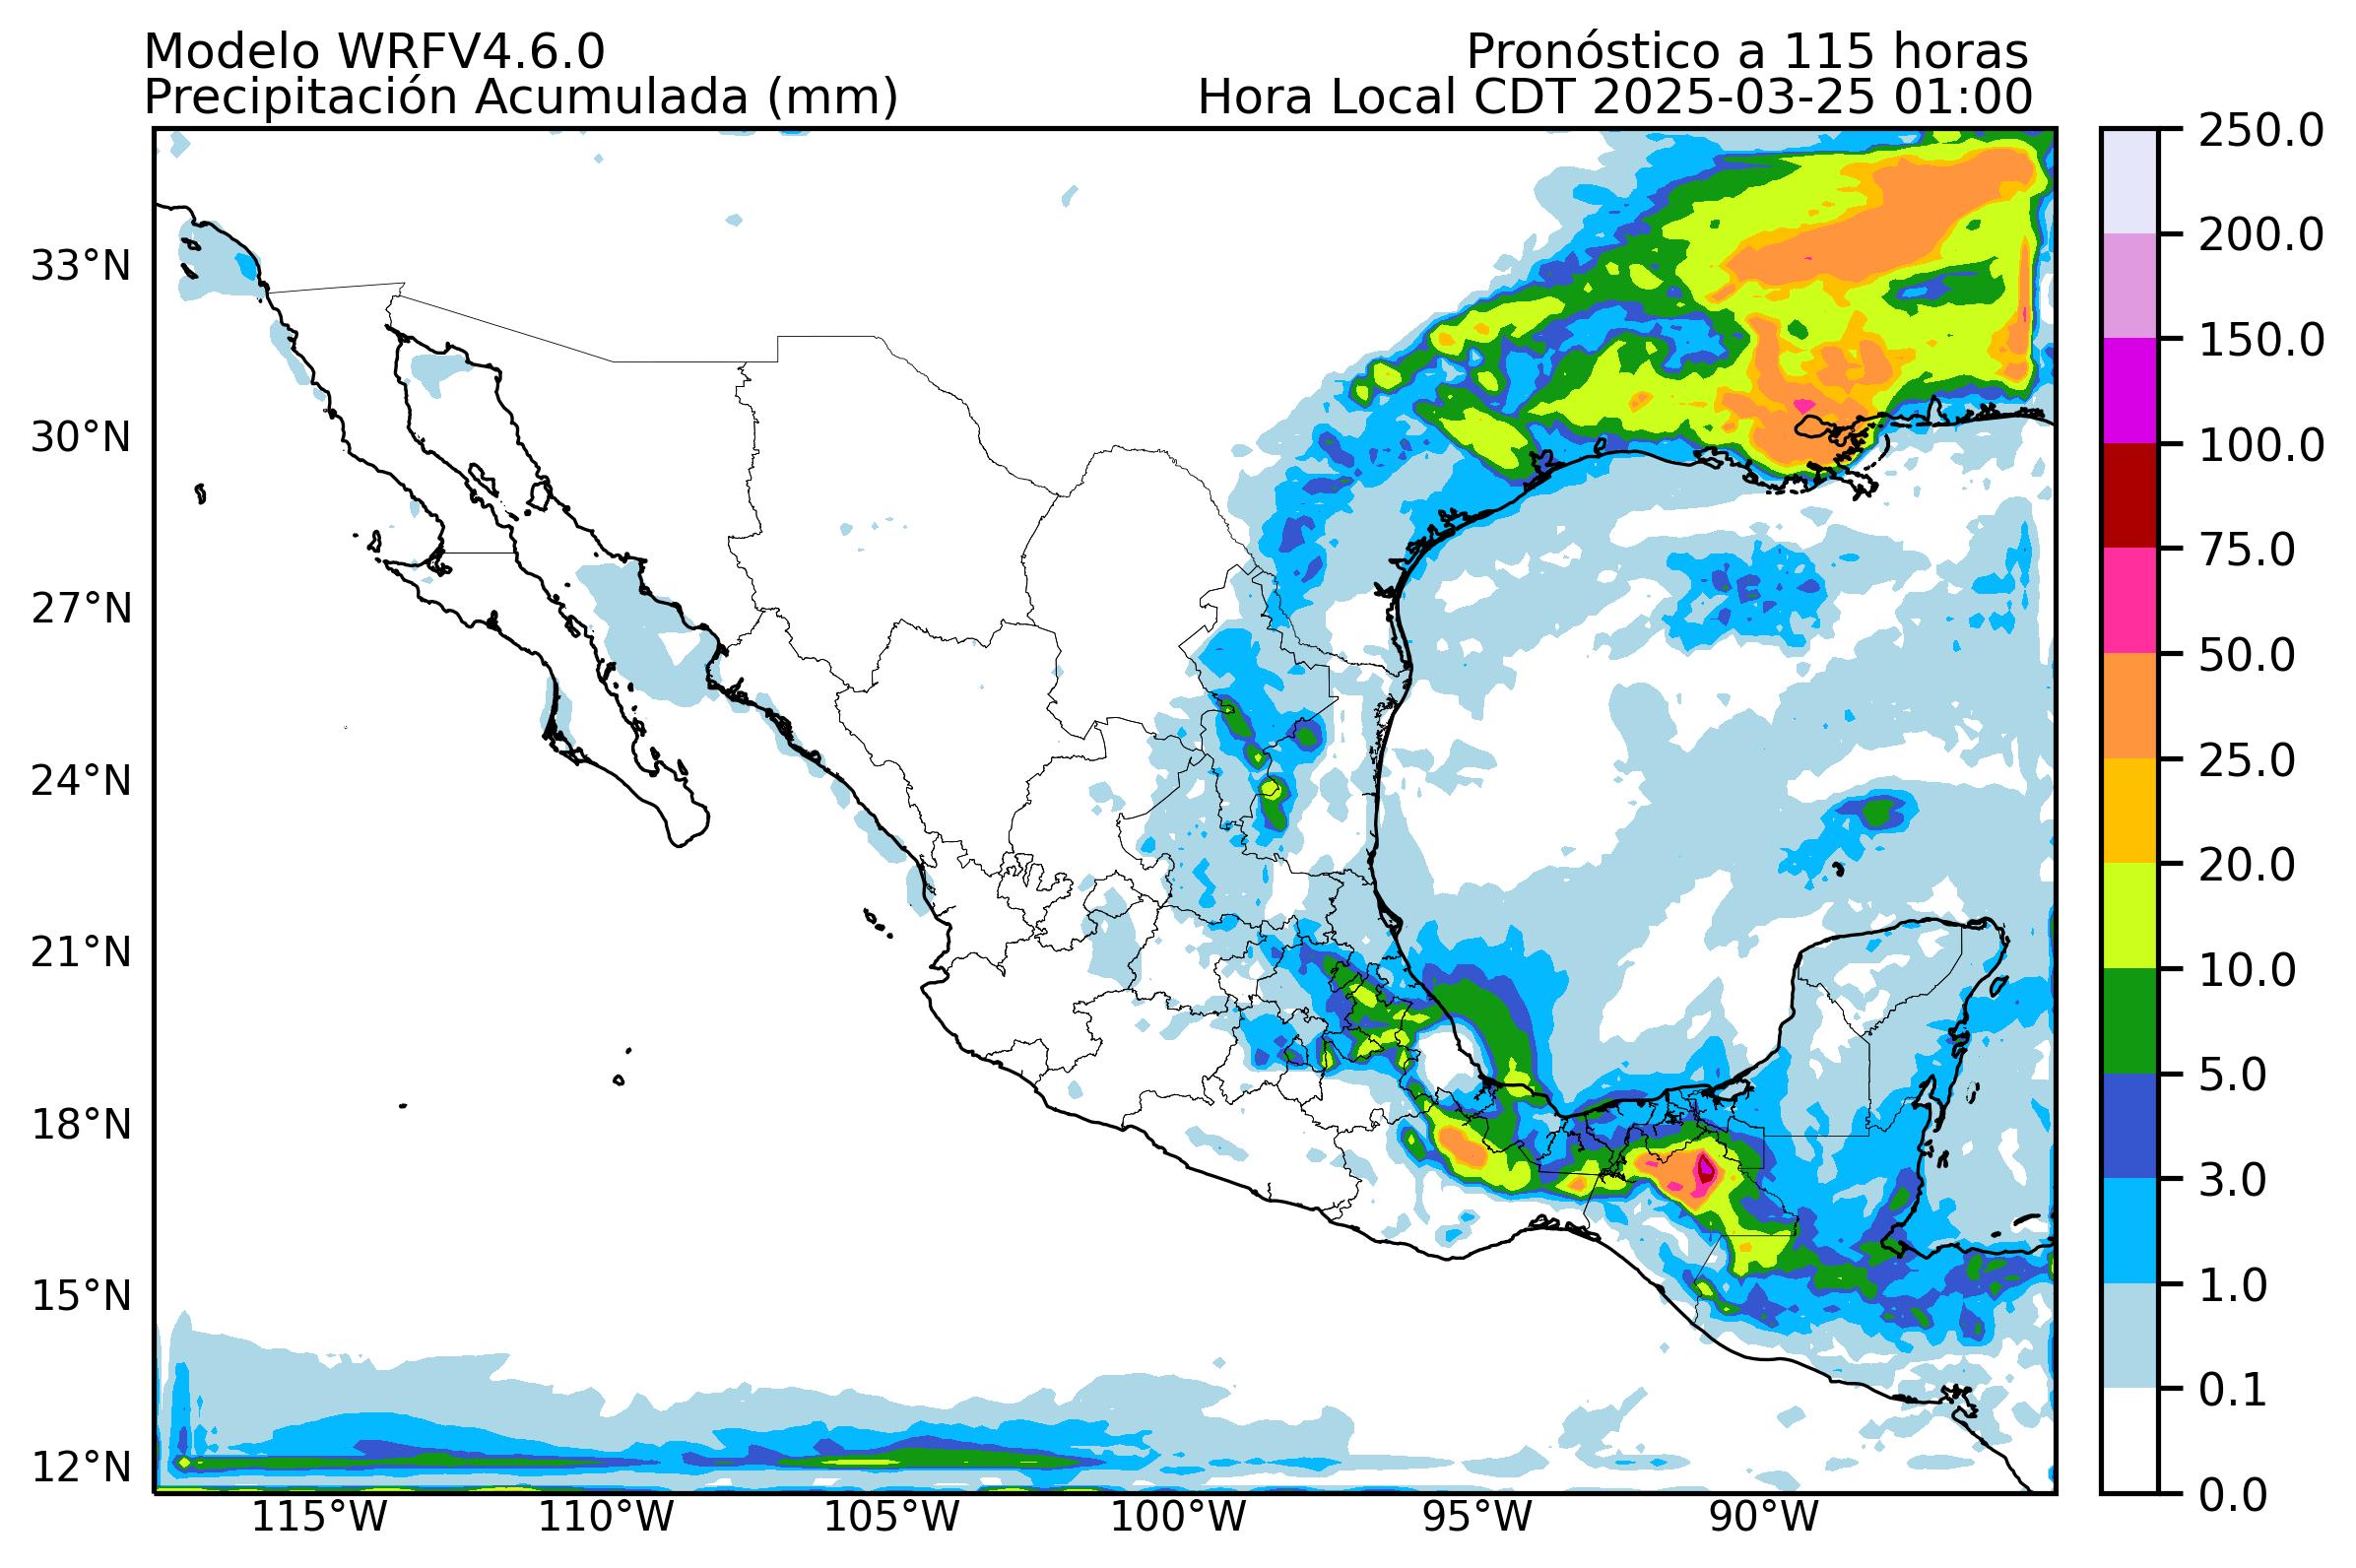 Modelo WRFV4.6.0
Pronóstico a 115 horas
Precipitación Acumulada (mm)
Hora Local CDT 2025-03-25 01:00
33°N
30°N
27°N
24°N
21°N
18°N
15°N
12°N
115°W
110°W
105°W
100°W
95°W
90°W
250.0
200.0
150.0
100.0
75.0
50.0
25.0
20.0
10.0
5.0
3.0
1.0
0.1
0.0